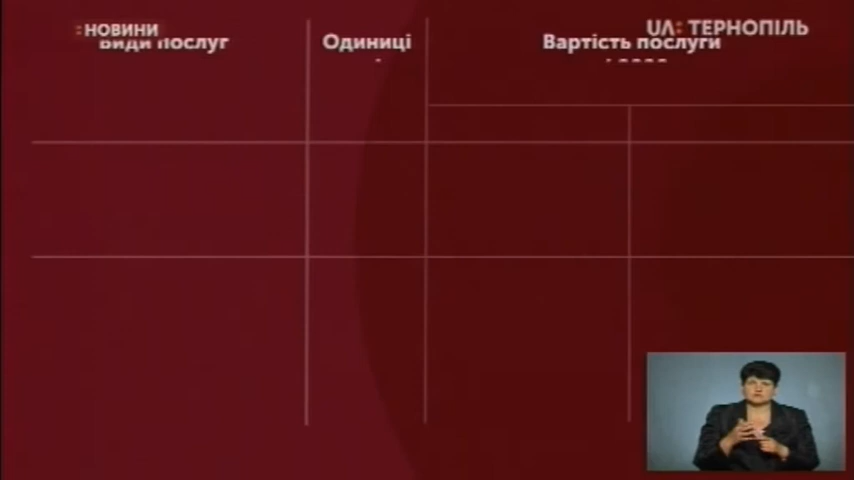 :НОВИНИ
UA: ТЕРНОПІЛЬ
Види послуг
Одиниці
Вартість послуги